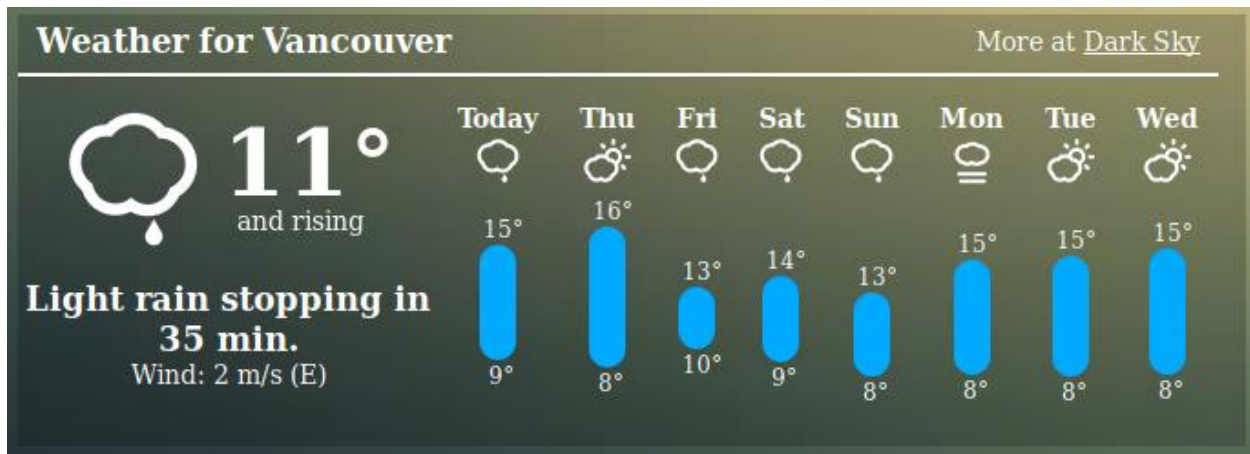 Weather for Vancouver
More at Dark Sky
11°
and rising
Light rain stopping in
35 min.
Wind: 2 m/s (E)
Today Thu Fri Sat Sun Mon Tue Wed
15° 16° 13° 14° 13° 15° 15° 15°
9° 8° 10° 9° 8° 8° 8° 8°